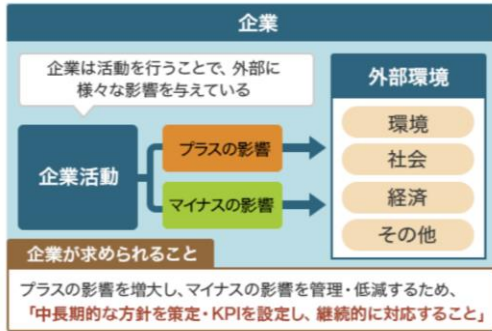 企業
企業は活動を行うことで、外部に
様々な影響を与えている
企業活動
プラスの影響
マイナスの影響
外部環境
環境
社会
経済
その他
企業が求められること
プラスの影響を増大し、マイナスの影響を管理・低減するため、
「中長期的な方針を策定・KPIを設定し、継続的に対応すること」